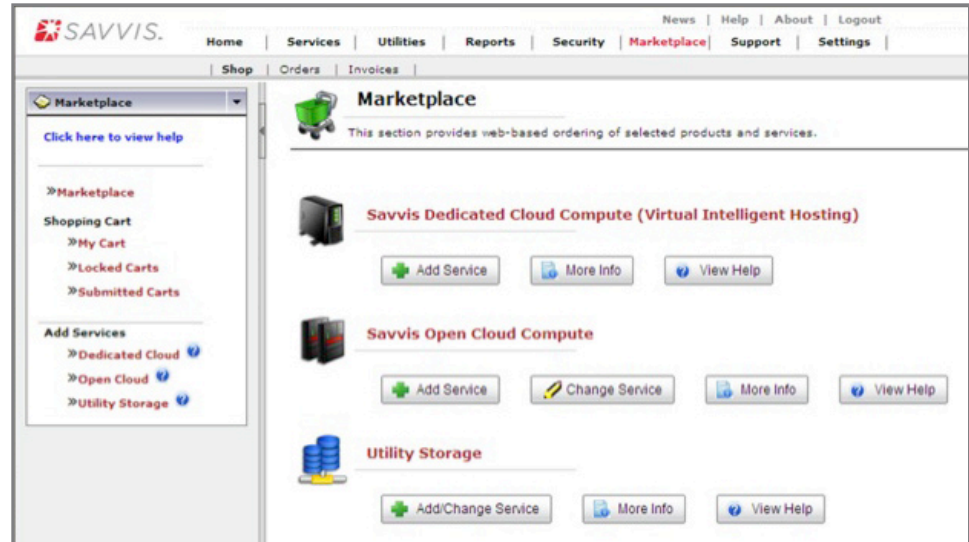 SAVVIS.
News | Help | About | Logout
Home | Services | Utilities | Reports | Security | Marketplace | Support | Settings |
| Shop | Orders | Invoices |
Marketplace
Click here to view help
»Marketplace
Shopping Cart
»My Cart
»Locked Carts
»Submitted Carts
Add Services
»Dedicated Cloud ?
»Open Cloud ?
»Utility Storage ?
Marketplace
This section provides web-based ordering of selected products and services.
Savvis Dedicated Cloud Compute (Virtual Intelligent Hosting)
Add Service More Info ? View Help
Savvis Open Cloud Compute
Add Service Change Service More Info ? View Help
Utility Storage
Add/Change Service More Info ? View Help